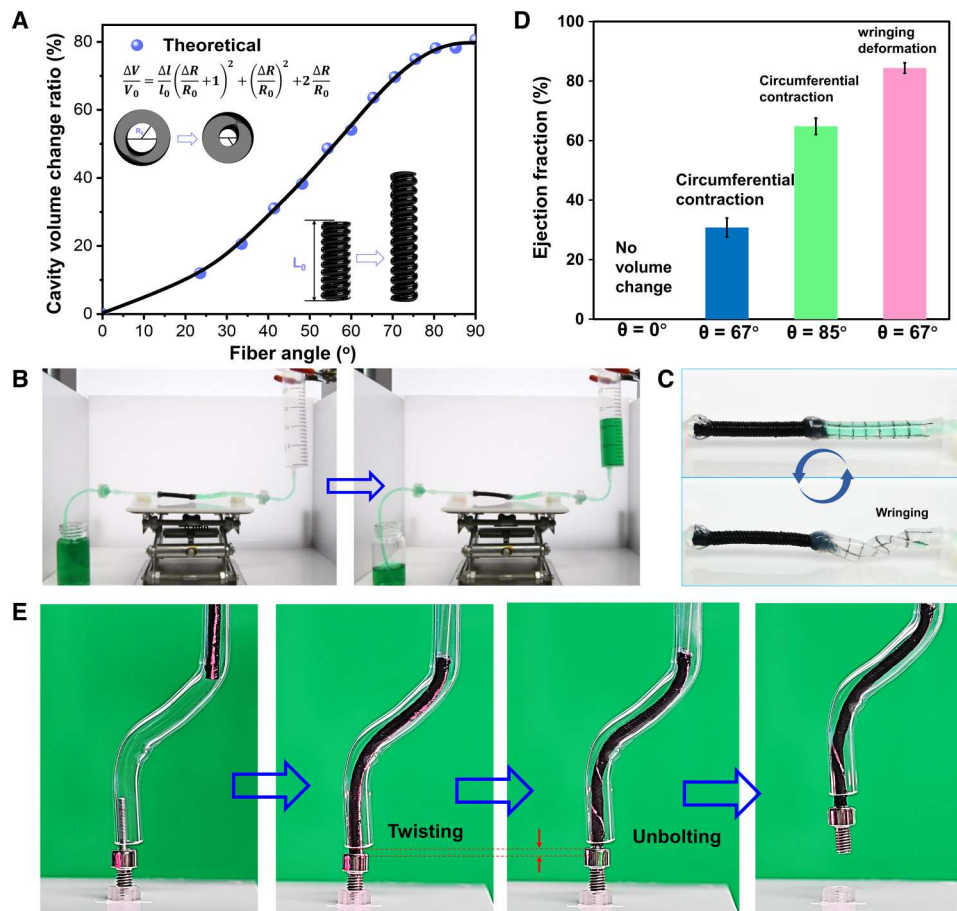 A
Theoretical
ΔV/V₀ = Δl/l₀ (ΔR/R₀ + 1)² + (ΔR/R₀)² + 2 ΔR/R₀
R₀
L₀
Cavity volume change ratio (%)
80
60
40
20
0
0 10 20 30 40 50 60 70 80 90
Fiber angle (°)
D
Ejection fraction (%)
100
80
60
40
20
0
No
volume
change
Circumferential
contraction
Circumferential
contraction
wringing
deformation
θ = 0° θ = 67° θ = 85° θ = 67°
B
C
Wringing
E
Twisting
Unbolting